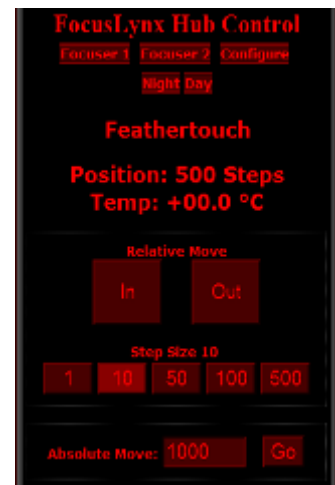 FocusLynx Hub Control
Focuser 1 Focuser 2 Configure
Night Day
Feathertouch
Position: 500 Steps
Temp: +00.0 °C
Relative Move
In Out
Step Size 10
1 10 50 100 500
Absolute Move: 1000 Go